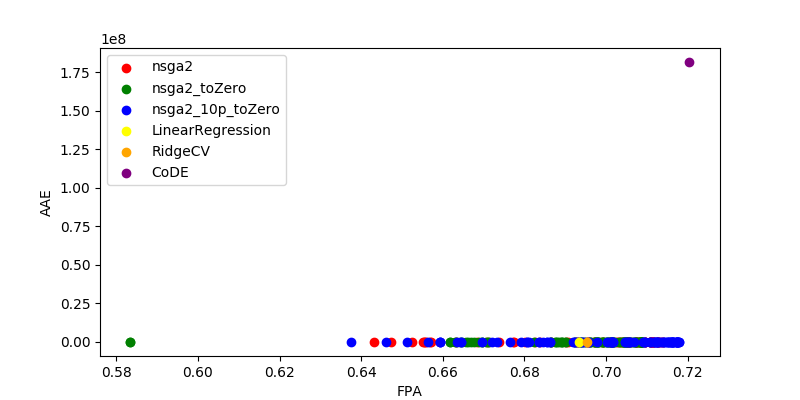 1e8
1.75
1.50
1.25
1.00
0.75
0.50
0.25
0.00
AAE
nsga2
nsga2_toZero
nsga2_10p_toZero
LinearRegression
RidgeCV
CoDE
0.58 0.60 0.62 0.64 0.66 0.68 0.70 0.72
FPA